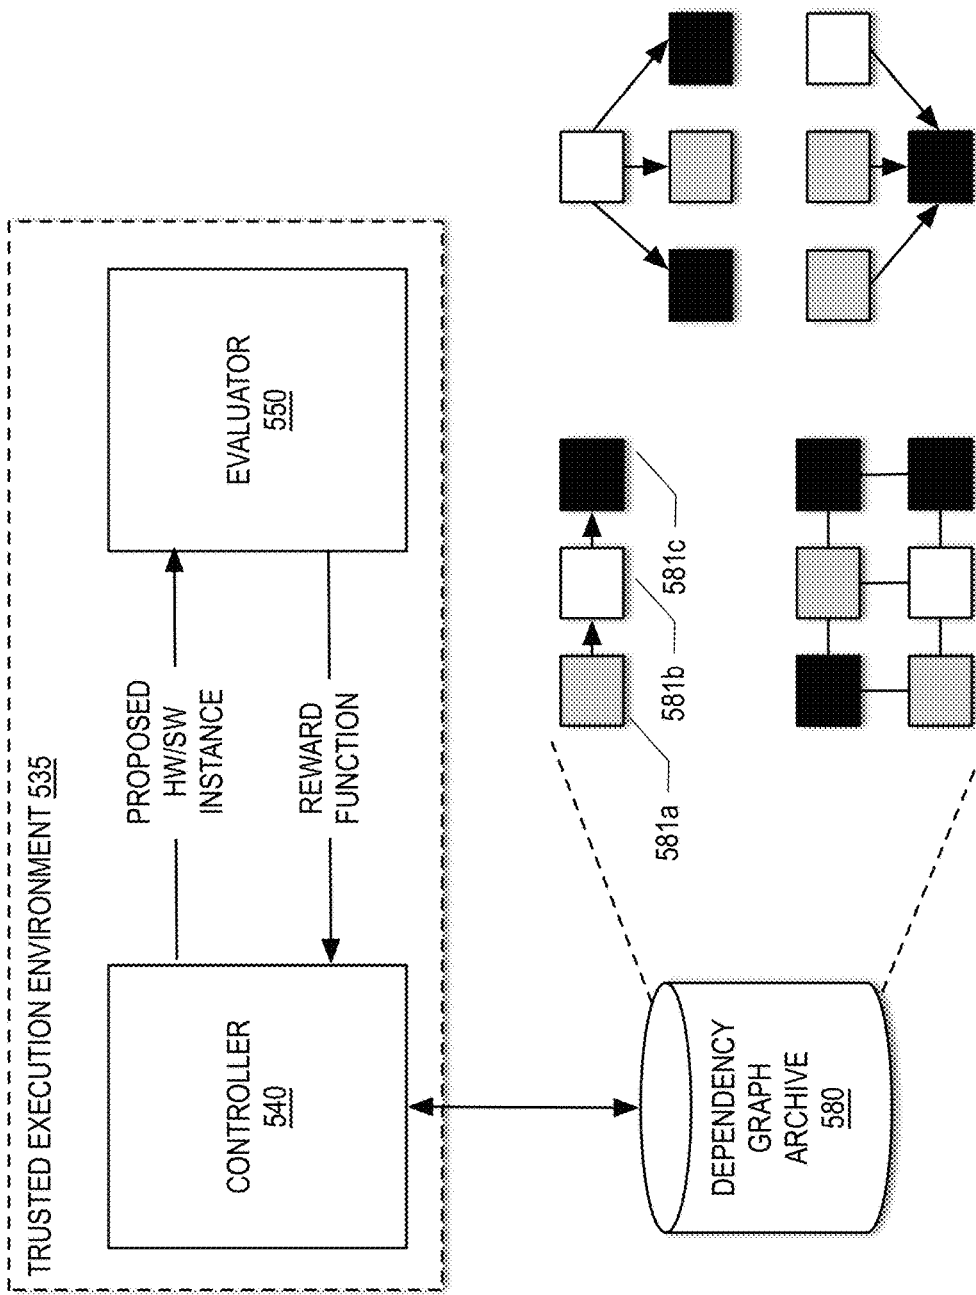 TRUSTED EXECUTION ENVIRONMENT 535
CONTROLLER
540
PROPOSED
HW/SW
INSTANCE
REWARD
FUNCTION
EVALUATOR
550
DEPENDENCY
GRAPH
ARCHIVE
580
581a
581b
581c